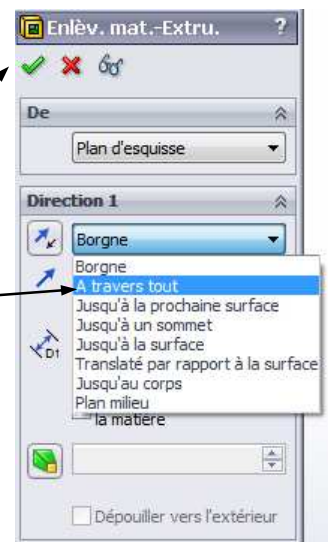 Enlèv. mat.-Extru. ?
De
Plan d'esquisse
Direction 1
Borgne
Borgne
A travers tout
Jusqu'à la prochaine surface
Jusqu'à un sommet
Jusqu'à la surface
D1
Translaté par rapport à la surface
Jusqu'au corps
Plan milieu
la matière
Dépouiller vers l'extérieur